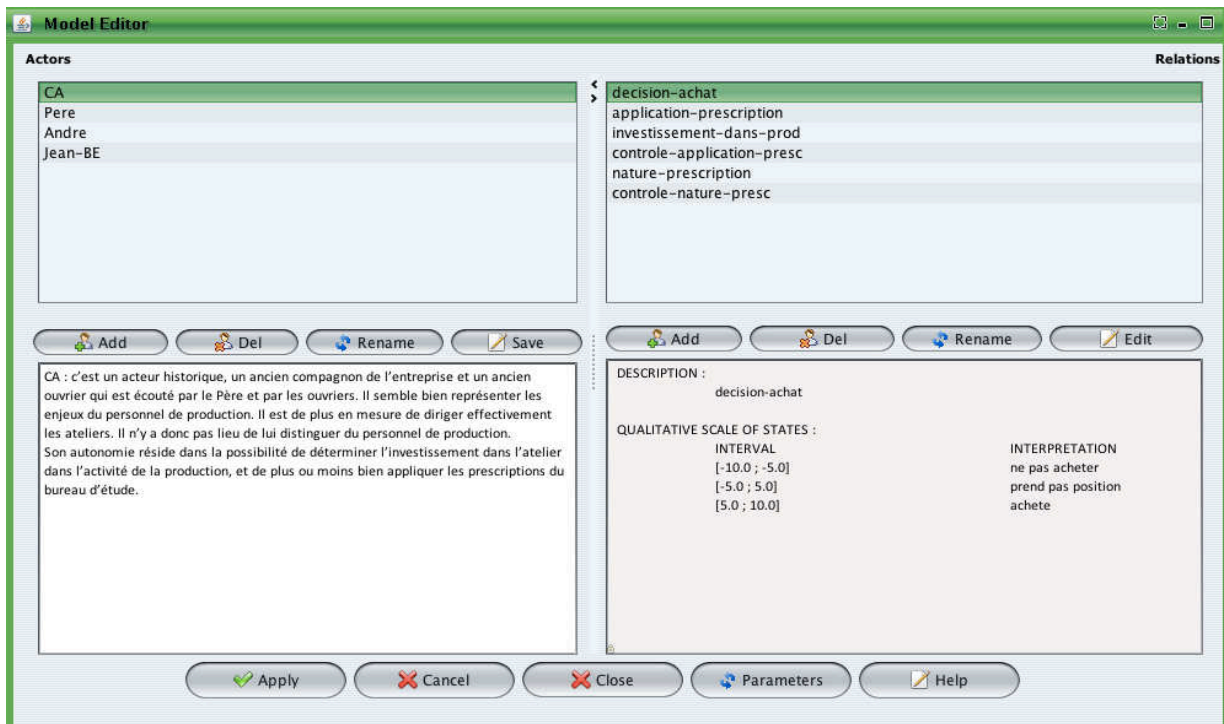 Model Editor
Actors
Relations
CA
Pere
Andre
Jean-BE
decision-achat
application-prescription
investissement-dans-prod
controle-application-presc
nature-prescription
controle-nature-presc
Add Del Rename Save
Add Del Rename Edit
CA : c'est un acteur historique, un ancien compagnon de l'entreprise et un ancien
ouvrier qui est écouté par le Père et par les ouvriers. Il semble bien représenter les
enjeux du personnel de production. Il est de plus en mesure de diriger effectivement
les ateliers. Il n'y a donc pas lieu de lui distinguer du personnel de production.
Son autonomie réside dans la possibilité de déterminer l'investissement dans l'atelier
dans l'activité de la production, et de plus ou moins bien appliquer les prescriptions du
bureau d'étude.
DESCRIPTION :
decision-achat
QUALITATIVE SCALE OF STATES :
INTERVAL INTERPRETATION
[-10.0 ; -5.0] ne pas acheter
[-5.0 ; 5.0] prend pas position
[5.0 ; 10.0] achete
Apply Cancel Close Parameters Help